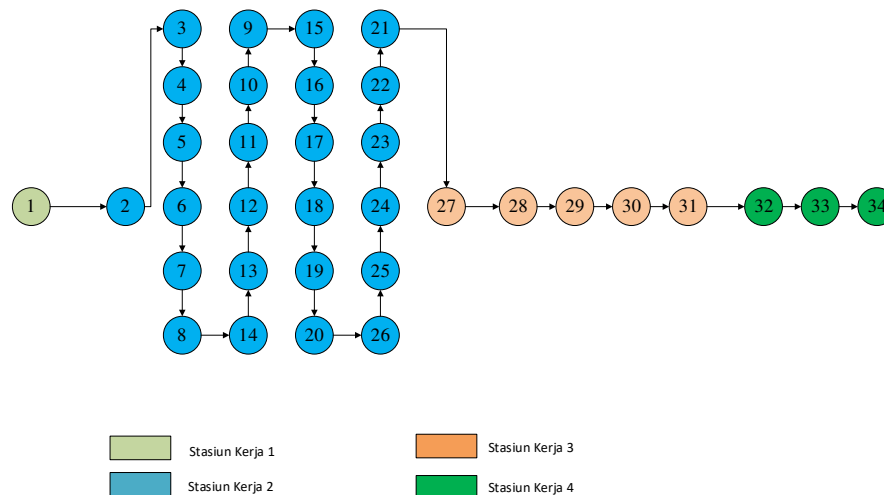 3 9 15 21
4 10 16 22
5 11 17 23
1 2 6 12 18 24 27 28 29 30 31 32 33 34
7 13 19 25
8 14 20 26
Stasiun Kerja 1 Stasiun Kerja 3
Stasiun Kerja 2 Stasiun Kerja 4